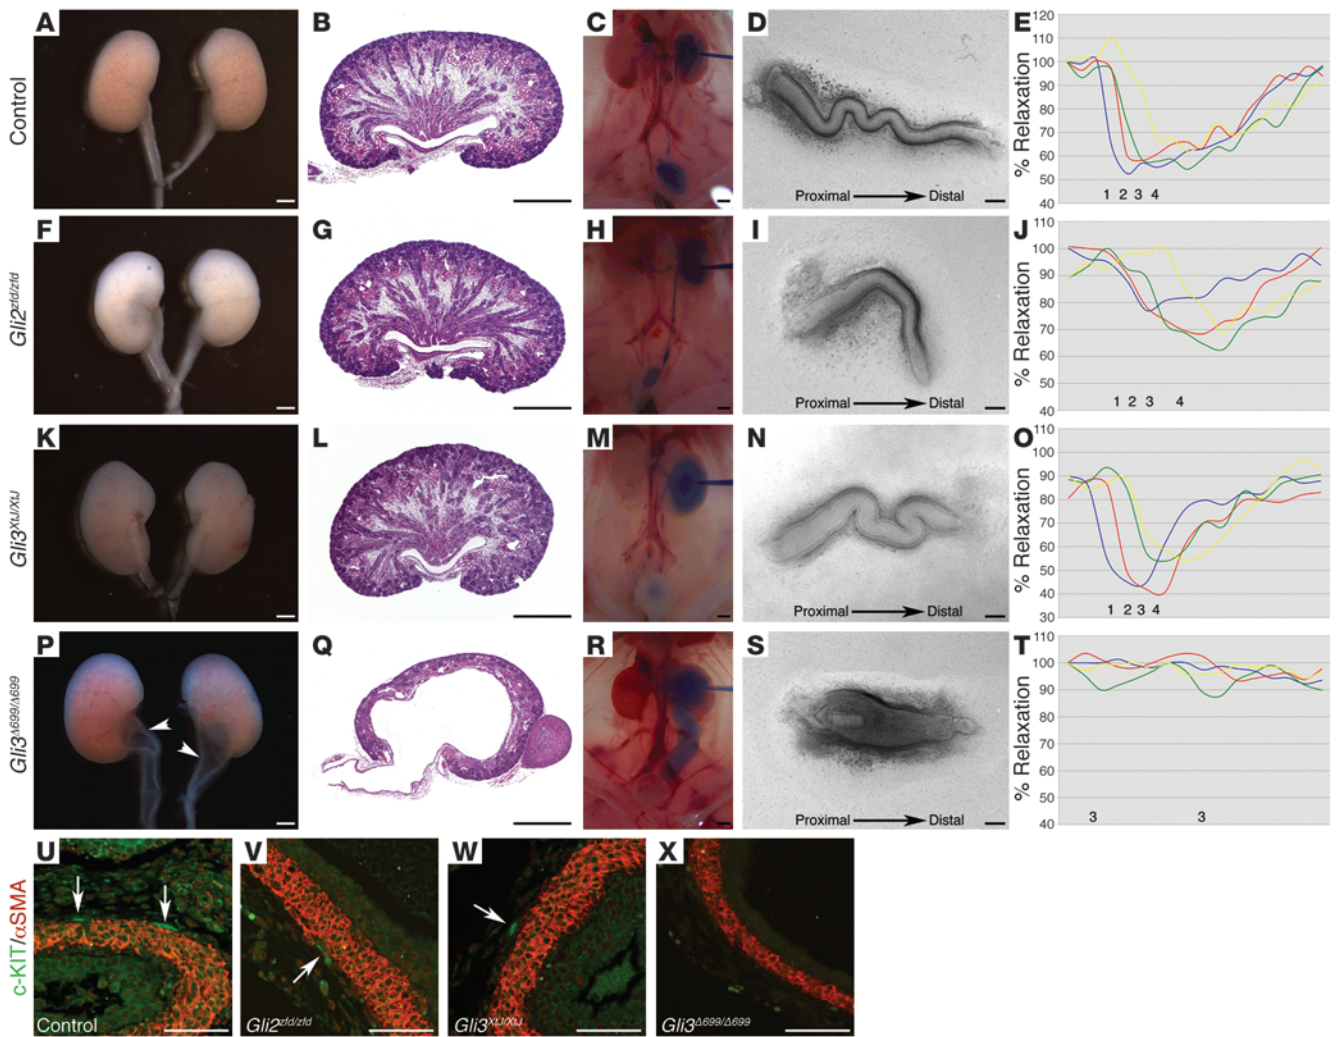 A B C D E
Control
Proximal Distal
% Relaxation
120
110
100
90
80
70
60
50
40
1 2 3 4
F G H I J
Gli2zfd/zfd
Proximal Distal
% Relaxation
110
100
90
80
70
60
50
40
1 2 3 4
K L M N O
Gli3XtJ/XtJ
Proximal Distal
% Relaxation
110
100
90
80
70
60
50
40
30
1 2 3 4
P Q R S T
Gli3Δ699/Δ699
Proximal Distal
% Relaxation
110
100
90
80
70
60
50
40
3 3
U V W X
c-KIT/αSMA
Control Gli2zfd/zfd Gli3XtJ/XtJ Gli3Δ699/Δ699